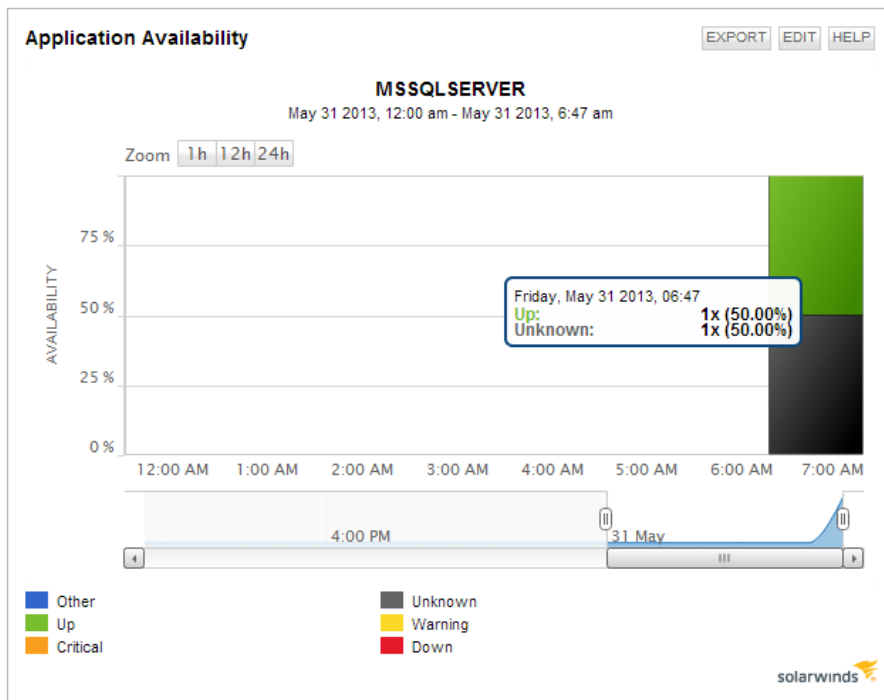 Application Availability
EXPORT EDIT HELP
MSSQLSERVER
May 31 2013, 12:00 am - May 31 2013, 6:47 am
Zoom 1h 12h 24h
AVAILABILITY
75 %
50 %
25 %
0 %
Friday, May 31 2013, 06:47
Up: 1x (50.00%)
Unknown: 1x (50.00%)
12:00 AM 1:00 AM 2:00 AM 3:00 AM 4:00 AM 5:00 AM 6:00 AM 7:00 AM
4:00 PM 31 May
Other
Up
Critical
Unknown
Warning
Down
solarwinds